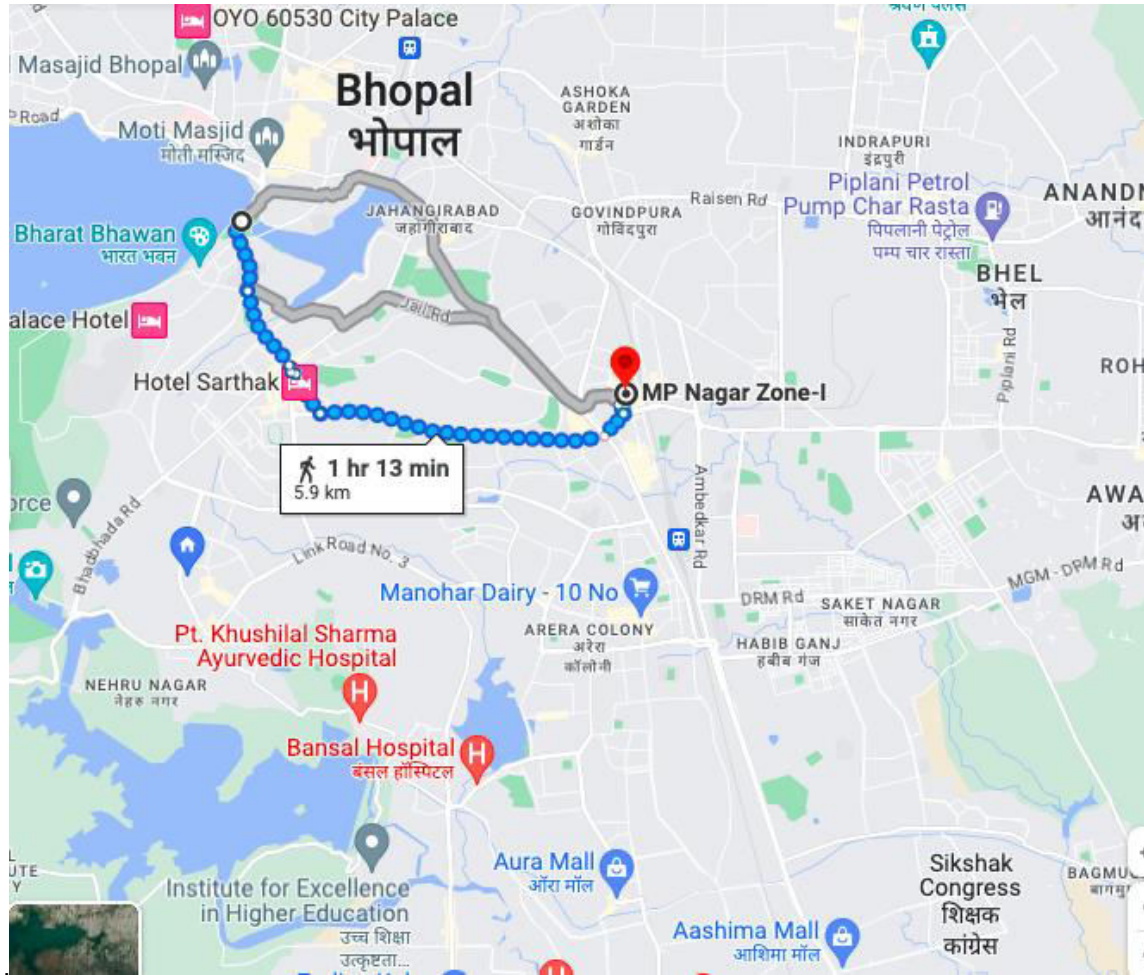 श्रवण पैलेस
OYO 60530 City Palace
Masajid Bhopal
Bhopal
भोपाल
ASHOKA
GARDEN
अशोका
गार्डन
Road
Moti Masjid
मोती मस्जिद
INDRAPURI
इंद्रपुरी
Piplani Petrol
Pump Char Rasta
पिपलानी पेट्रोल
पम्प चार रास्ता
ANANDN
आनंद
Raisen Rd
JAHANGIRABAD
जहाँगीराबाद
GOVINDPURA
गोविंदपुरा
Bharat Bhawan
भारत भवन
BHEL
भेल
alace Hotel
Jail Rd
Piplani Rd
ROH
Hotel Sarthak
MP Nagar Zone-I
1 hr 13 min
5.9 km
Ambedkar Rd
orce
AWA
Bhadbhada Rd
Link Road No. 3
MGM - DPM Rd
Manohar Dairy - 10 No
DRM Rd
SAKET NAGAR
साकेत नगर
ARERA COLONY
अरेरा
कॉलोनी
HABIB GANJ
हबीब गंज
Pt. Khushilal Sharma
Ayurvedic Hospital
H
NEHRU NAGAR
नेहरू नगर
Bansal Hospital
बंसल हॉस्पिटल
H
Aura Mall
ऑरा मॉल
Sikshak
Congress
शिक्षक
कांग्रेस
UTE
Y
BAGMU
Institute for Excellence
in Higher Education
उच्च शिक्षा
उत्कृष्टता...
Aashima Mall
आशिमा मॉल